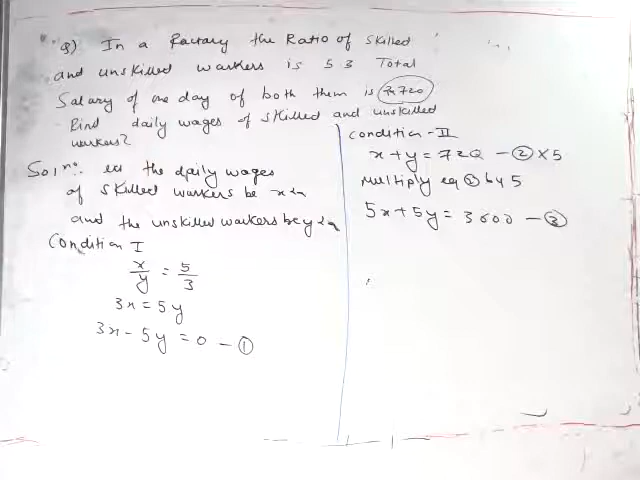 Q) In a Factory the Ratio of skilled
and unskilled workers is 5 3 Total
Salary of one day of both them is 720
Find daily wages of skilled and unskilled
workers?
Soln: the daily wages
of skilled workers be x
and the unskilled workers be y
Condition I
x/y = 5/3
3x = 5y
3x - 5y = 0 - ①
Condition - II
x + y = 720 - ② × 5
Multiply eq ② by 5
5x + 5y = 3600 - ③